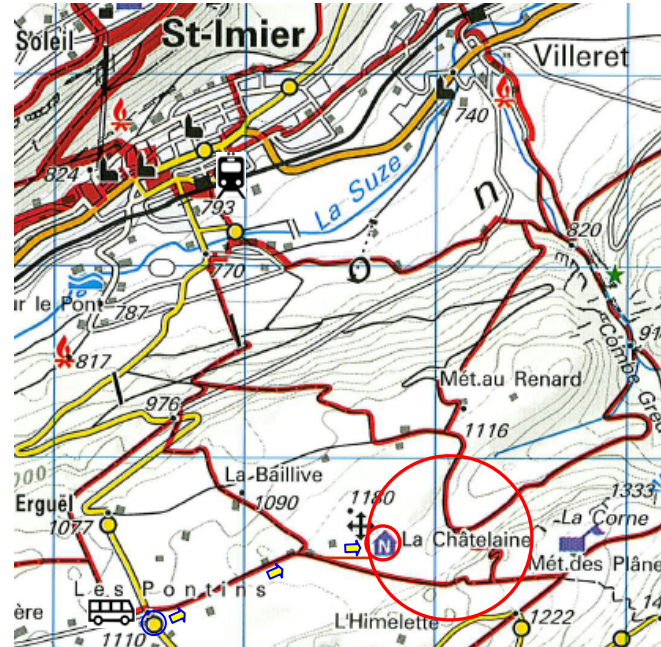 St-Imier
Soleil
Villeret
740
824
793
La Suze
n
820
770
o
ur le Pont
787
91
Combe Gred
817
Mét.au Renard
976
1116
La Baillive
1180
1333
Erguël
1090
La Corne
1077
N
La Châtelaine
Mét.des Plâne
Les Pontins
ère
L'Himelette
1222
14
1110